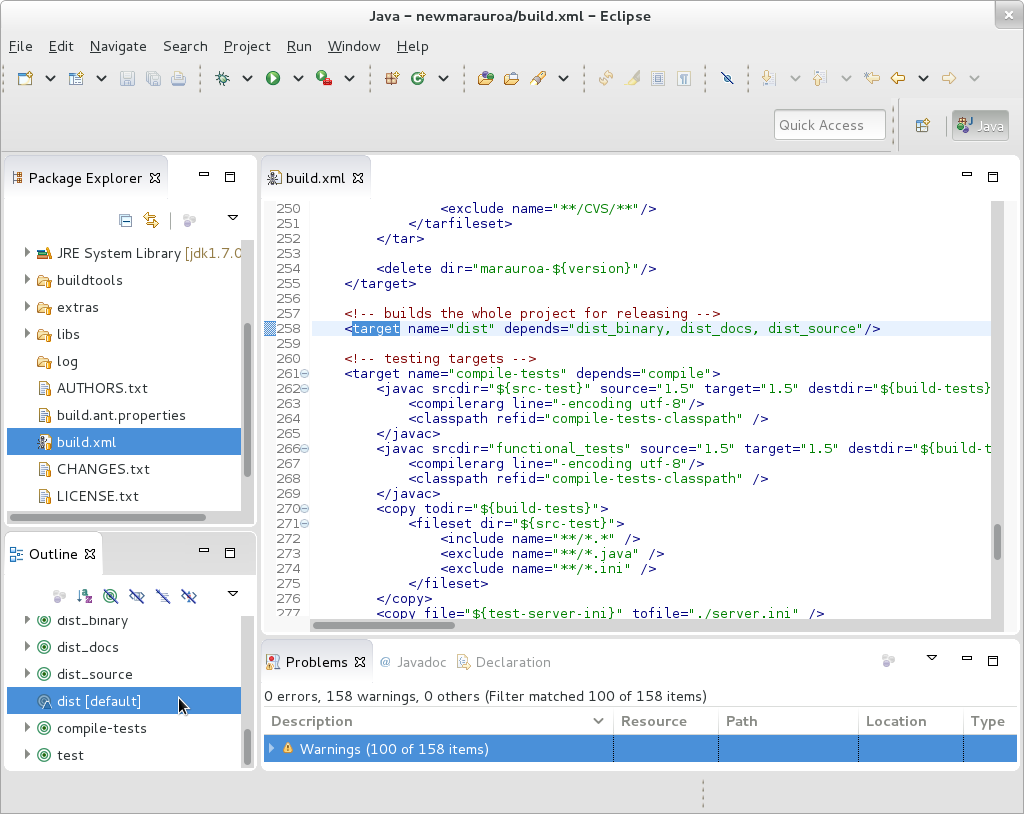 Java – newmarauroa/build.xml – Eclipse
File Edit Navigate Search Project Run Window Help
Quick Access
Java
Package Explorer
JRE System Library [jdk1.7.0
buildtools
extras
libs
log
AUTHORS.txt
build.ant.properties
build.xml
CHANGES.txt
LICENSE.txt
Outline
dist_binary
dist_docs
dist_source
dist [default]
compile-tests
test
build.xml
250 <exclude name="**/CVS/**"/>
251 </tarfileset>
252 </tar>
253
254 <delete dir="marauroa-${version}"/>
255 </target>
256
257 <!-- builds the whole project for releasing -->
258 <target name="dist" depends="dist_binary, dist_docs, dist_source"/>
259
260 <!-- testing targets -->
261 <target name="compile-tests" depends="compile">
262 <javac srcdir="${src-test}" source="1.5" target="1.5" destdir="${build-tests}
263 <compilerarg line="-encoding utf-8"/>
264 <classpath refid="compile-tests-classpath" />
265 </javac>
266 <javac srcdir="functional_tests" source="1.5" target="1.5" destdir="${build-t
267 <compilerarg line="-encoding utf-8"/>
268 <classpath refid="compile-tests-classpath" />
269 </javac>
270 <copy todir="${build-tests}">
271 <fileset dir="${src-test}">
272 <include name="**/*.*" />
273 <exclude name="**/*.java" />
274 <exclude name="**/*.ini" />
275 </fileset>
276 </copy>
277 <copy file="${test-server-ini}" tofile="./server.ini" />
Problems @ Javadoc Declaration
0 errors, 158 warnings, 0 others (Filter matched 100 of 158 items)
Description Resource Path Location Type
Warnings (100 of 158 items)